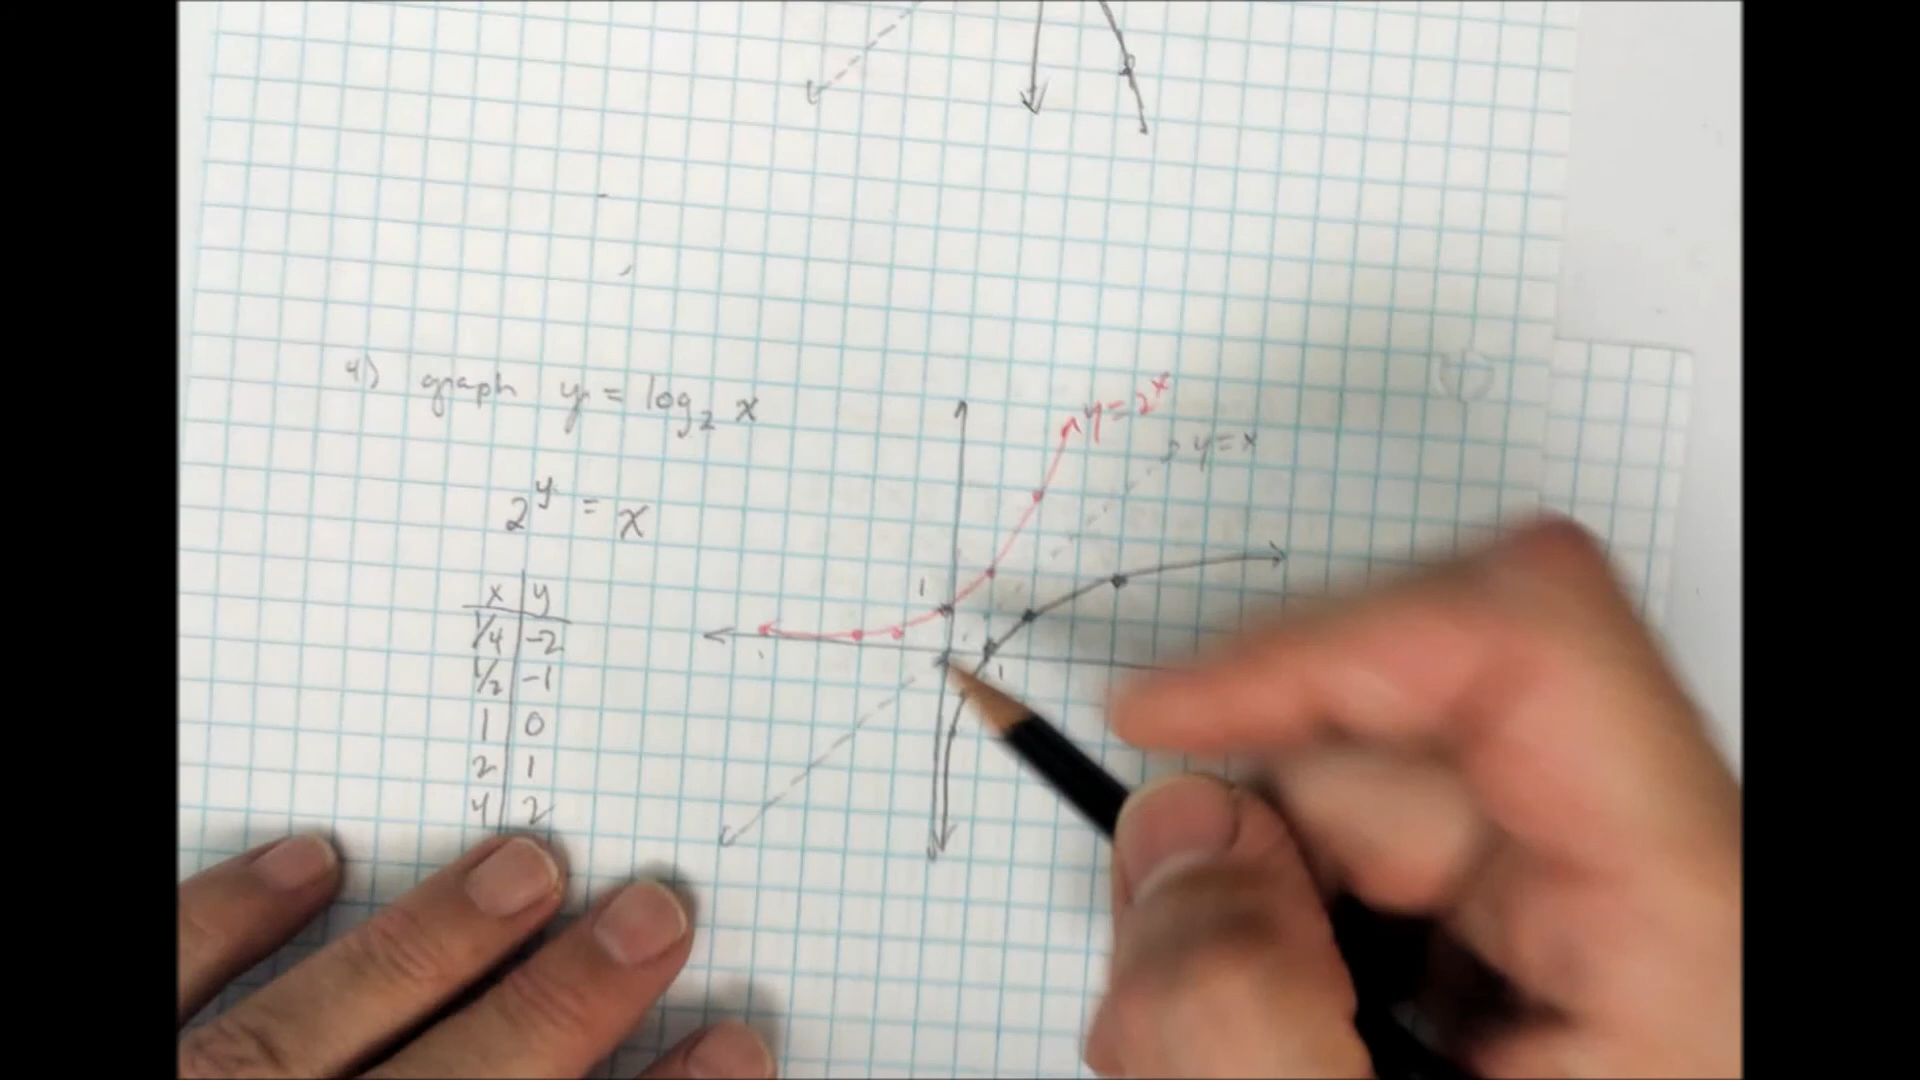 4) graph y = log₂ x
2^y = x
x y
1/4 -2
1/2 -1
1 0
2 1
4 2
y = 2^x
y = x
1
1